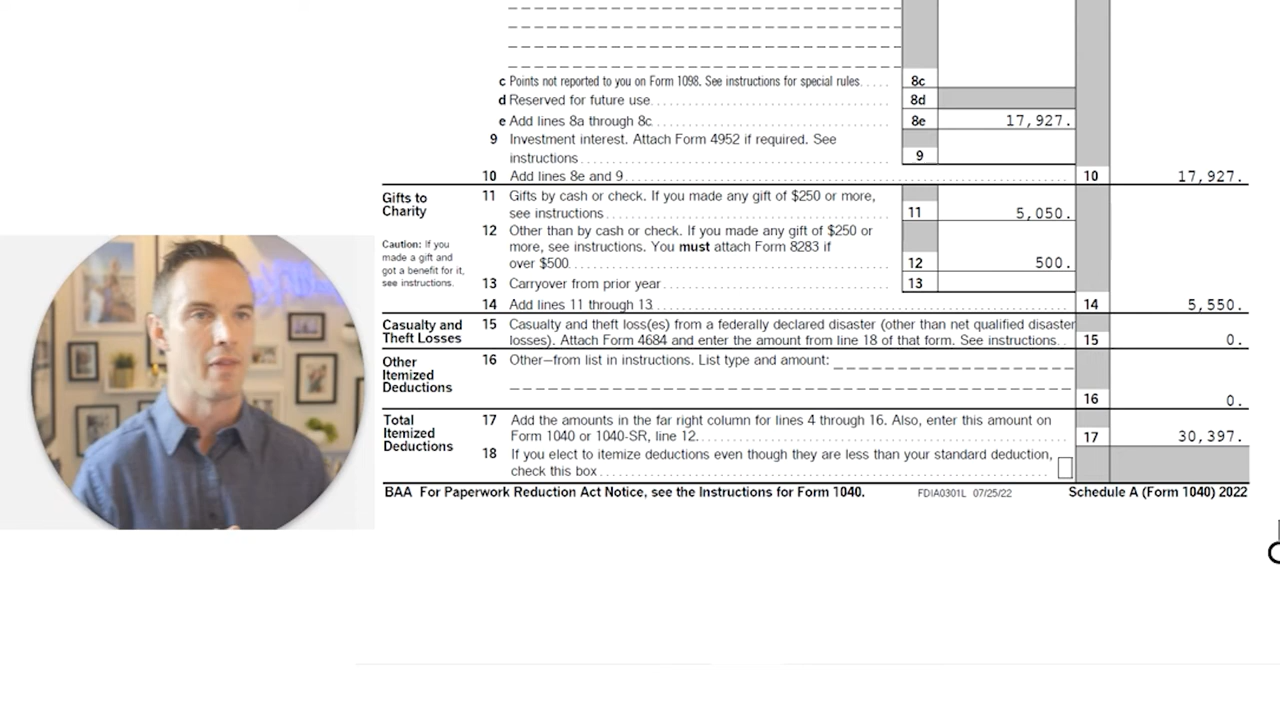 c Points not reported to you on Form 1098. See instructions for special rules. 8c
d Reserved for future use 8d
e Add lines 8a through 8c 8e 17,927.
9 Investment interest. Attach Form 4952 if required. See
instructions 9
10 Add lines 8e and 9 10 17,927.
Gifts to
Charity
11 Gifts by cash or check. If you made any gift of $250 or more,
see instructions 11 5,050.
Caution: If you
made a gift and
got a benefit for it,
see instructions.
12 Other than by cash or check. If you made any gift of $250 or
more, see instructions. You must attach Form 8283 if
over $500 12 500.
13 Carryover from prior year 13
14 Add lines 11 through 13 14 5,550.
Casualty and
Theft Losses
15 Casualty and theft loss(es) from a federally declared disaster (other than net qualified disaster
losses). Attach Form 4684 and enter the amount from line 18 of that form. See instructions. 15 0.
Other
Itemized
Deductions
16 Other—from list in instructions. List type and amount:
16 0.
Total
Itemized
Deductions
17 Add the amounts in the far right column for lines 4 through 16. Also, enter this amount on
Form 1040 or 1040-SR, line 12. 17 30,397.
18 If you elect to itemize deductions even though they are less than your standard deduction,
check this box
BAA For Paperwork Reduction Act Notice, see the Instructions for Form 1040. FDIA0301L 07/25/22 Schedule A (Form 1040) 2022